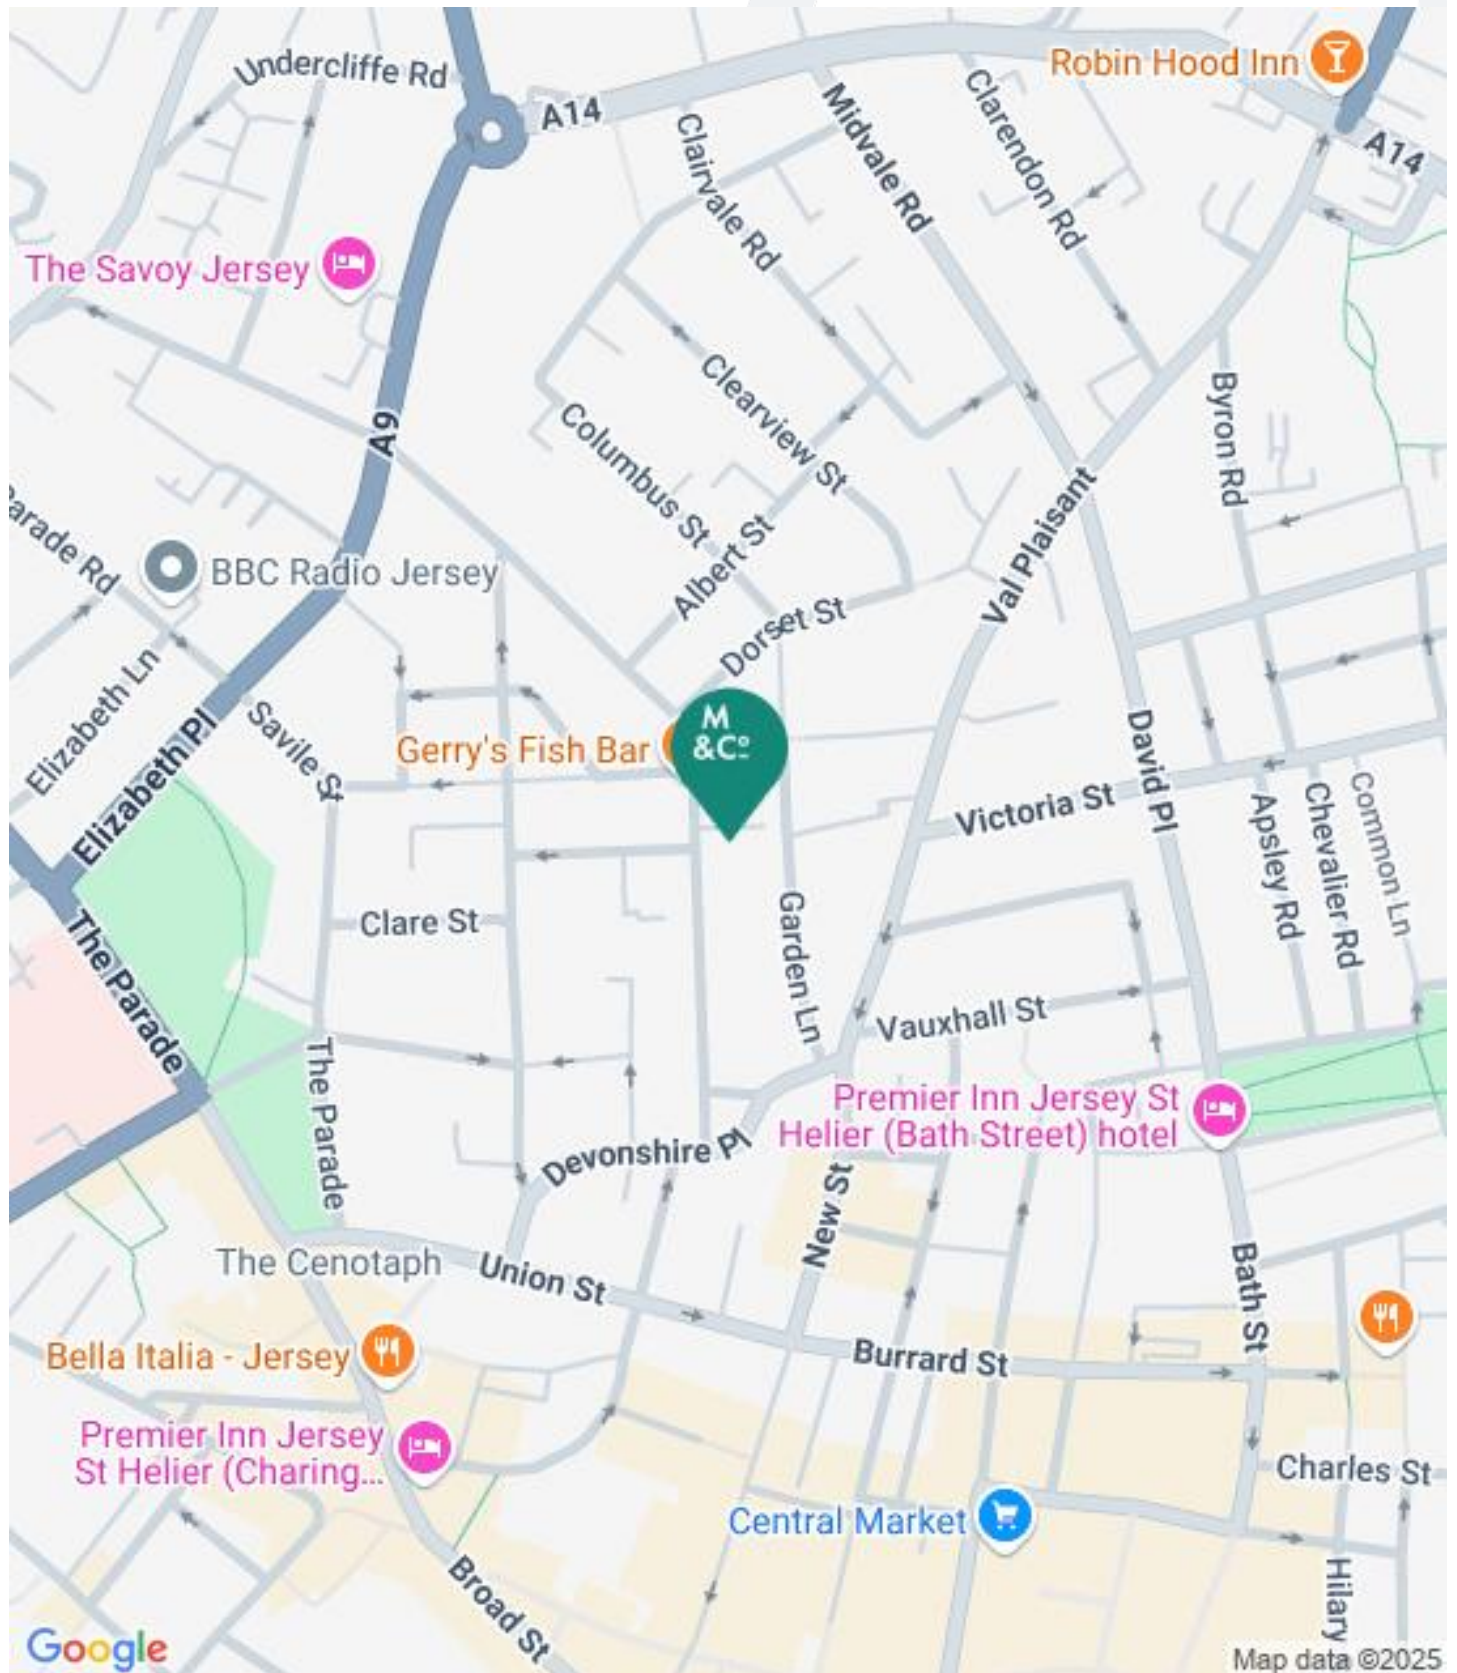 Undercliffe Rd
Robin Hood Inn
A14
A14
Clairvale Rd
Midvale Rd
Clarendon Rd
The Savoy Jersey
A9
Clearview St
Columbus St
Byron Rd
Albert St
Val Plaisant
arade Rd
BBC Radio Jersey
Dorset St
Elizabeth Ln
Elizabeth Pl
Savile St
M
&Cº
Gerry's Fish Bar
David Pl
Victoria St
Apsley Rd
Chevalier Rd
Common Ln
The Parade
Clare St
Garden Ln
Vauxhall St
The Parade
Premier Inn Jersey St
Helier (Bath Street) hotel
Devonshire Pl
New St
The Cenotaph
Union St
Bath St
Bella Italia - Jersey
Burrard St
Premier Inn Jersey
St Helier (Charing...
Charles St
Central Market
Broad St
Hilary
Google
Map data ©2025